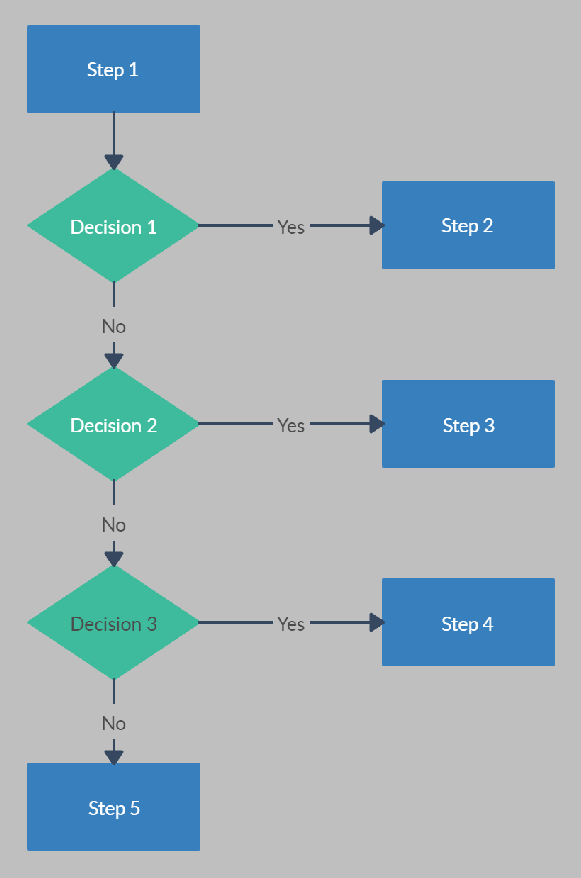 Step 1
Decision 1
Yes
Step 2
No
Decision 2
Yes
Step 3
No
Decision 3
Yes
Step 4
No
Step 5